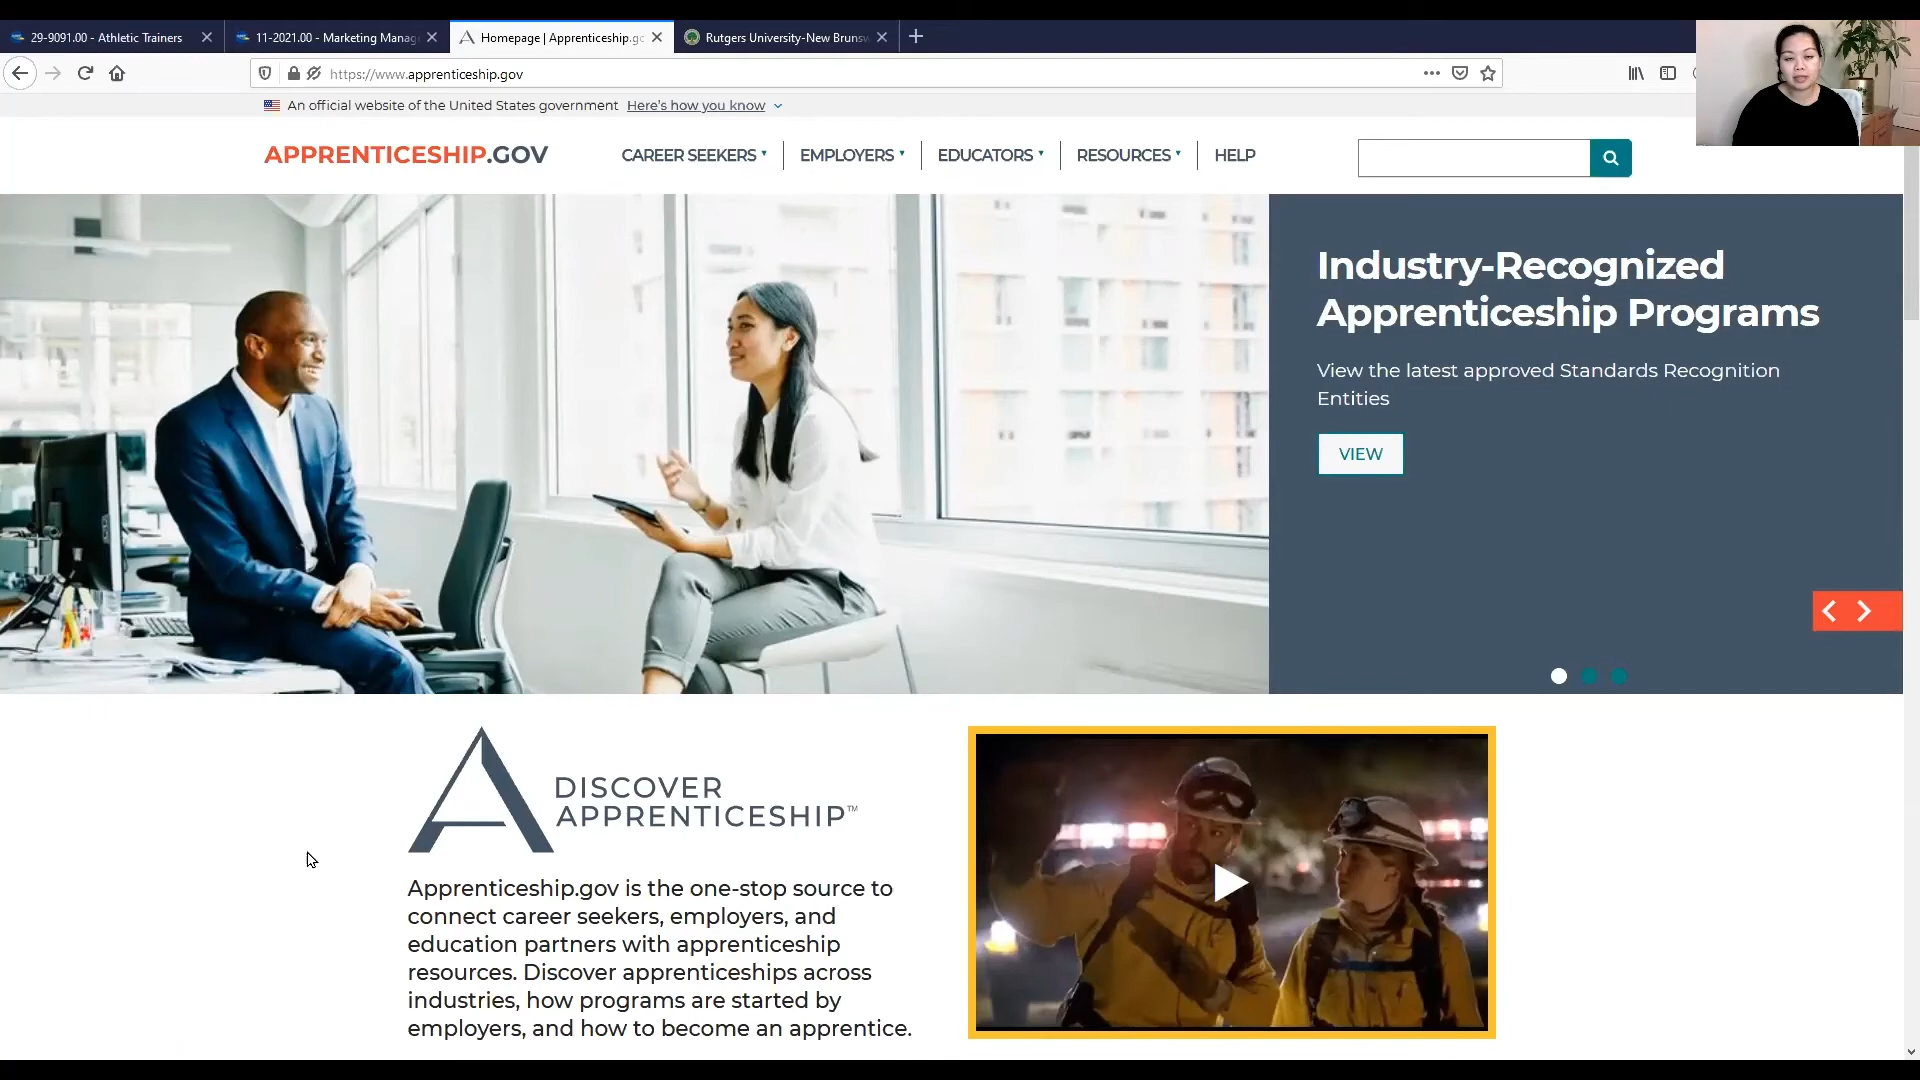 29-9091.00 - Athletic Trainers
11-2021.00 - Marketing Manag
Homepage | Apprenticeship.gc
Rutgers University-New Brunsw
https://www.apprenticeship.gov
An official website of the United States government Here's how you know
APPRENTICESHIP.GOV
CAREER SEEKERS
EMPLOYERS
EDUCATORS
RESOURCES
HELP
Industry-Recognized
Apprenticeship Programs
View the latest approved Standards Recognition
Entities
VIEW
DISCOVER
APPRENTICESHIP™
Apprenticeship.gov is the one-stop source to
connect career seekers, employers, and
education partners with apprenticeship
resources. Discover apprenticeships across
industries, how programs are started by
employers, and how to become an apprentice.